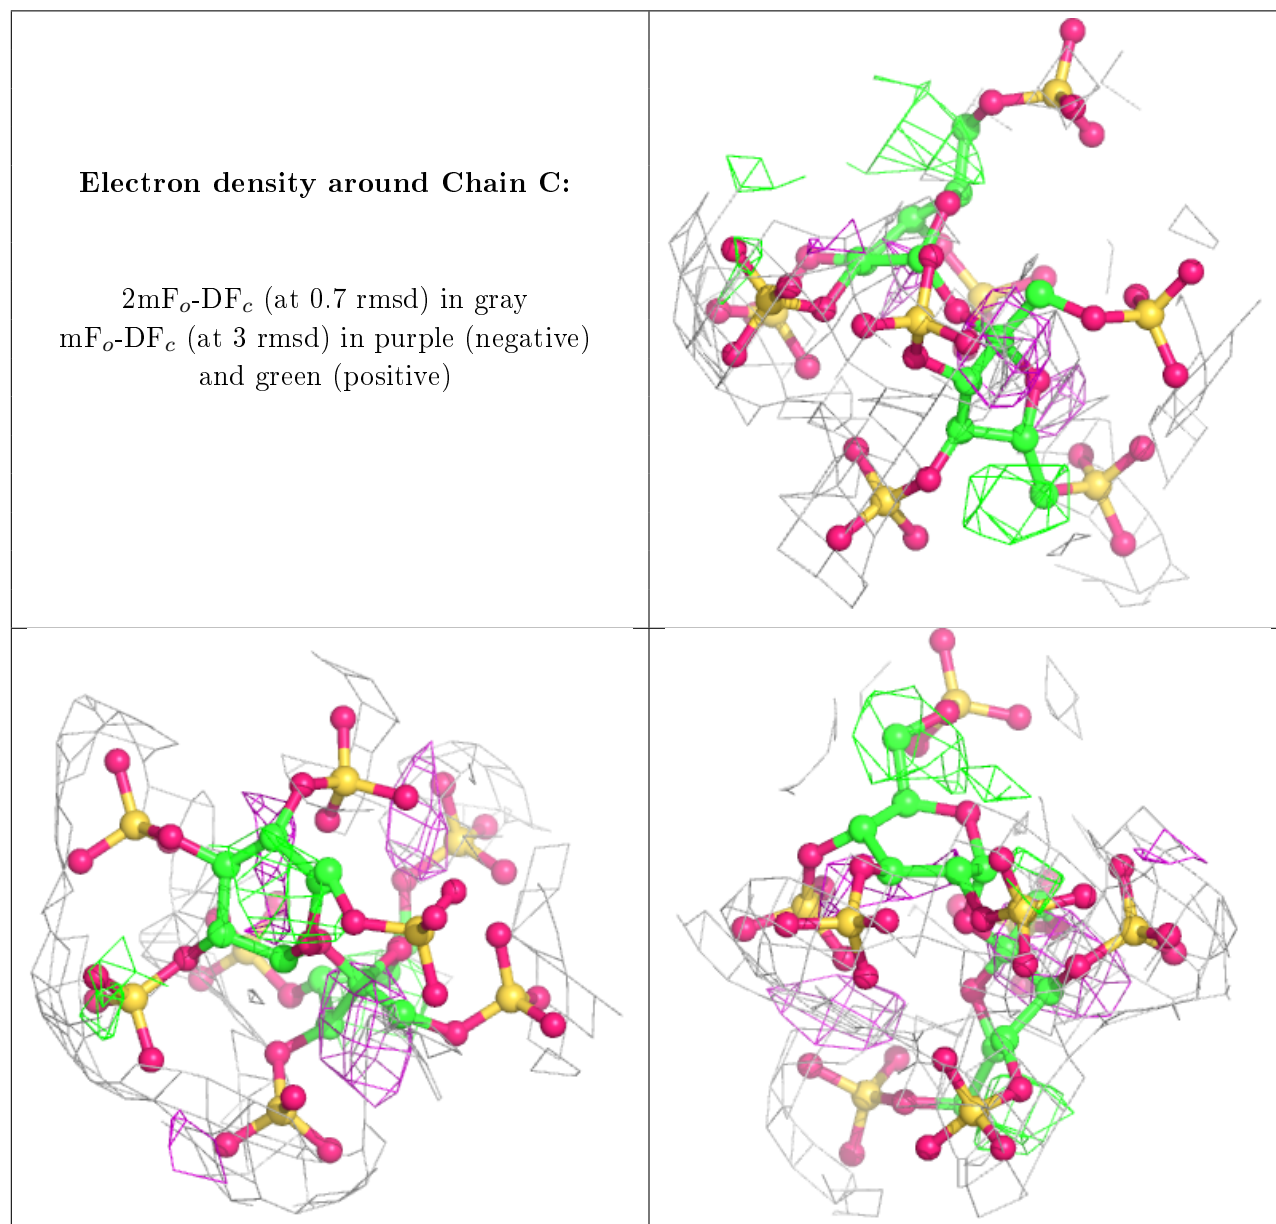 Electron density around Chain C:
2mFₒ-DF𝒸 (at 0.7 rmsd) in gray
mFₒ-DF𝒸 (at 3 rmsd) in purple (negative)
and green (positive)